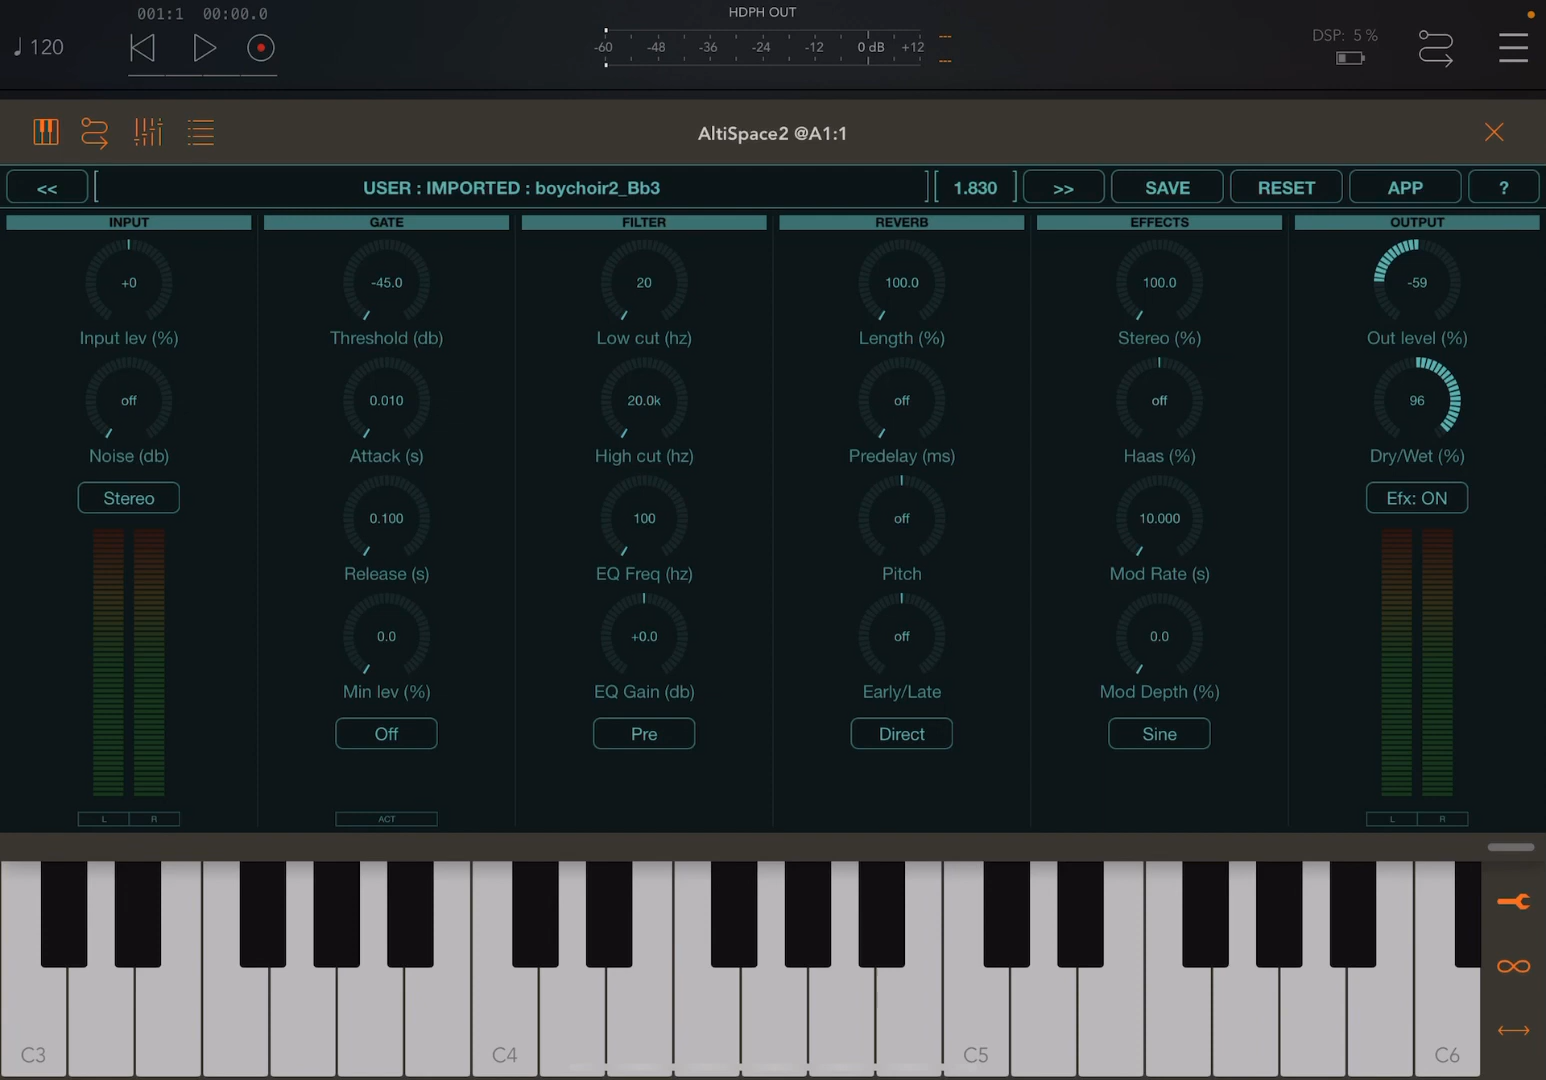 001:1 00:00.0
♩120
HDPH OUT
-60 -48 -36 -24 -12 0 dB +12
---
---
DSP: 5 %
AltiSpace2 @A1:1
<< [ USER : IMPORTED : boychoir2_Bb3 ] [ 1.830 ] >> SAVE RESET APP ?
INPUT GATE FILTER REVERB EFFECTS OUTPUT
+0 -45.0 20 100.0 100.0 -59
Input lev (%) Threshold (db) Low cut (hz) Length (%) Stereo (%) Out level (%)
off 0.010 20.0k off off 96
Noise (db) Attack (s) High cut (hz) Predelay (ms) Haas (%) Dry/Wet (%)
Stereo Efx: ON
0.100 100 off 10.000
Release (s) EQ Freq (hz) Pitch Mod Rate (s)
0.0 +0.0 off 0.0
Min lev (%) EQ Gain (db) Early/Late Mod Depth (%)
Off Pre Direct Sine
L R ACT L R
C3 C4 C5 C6